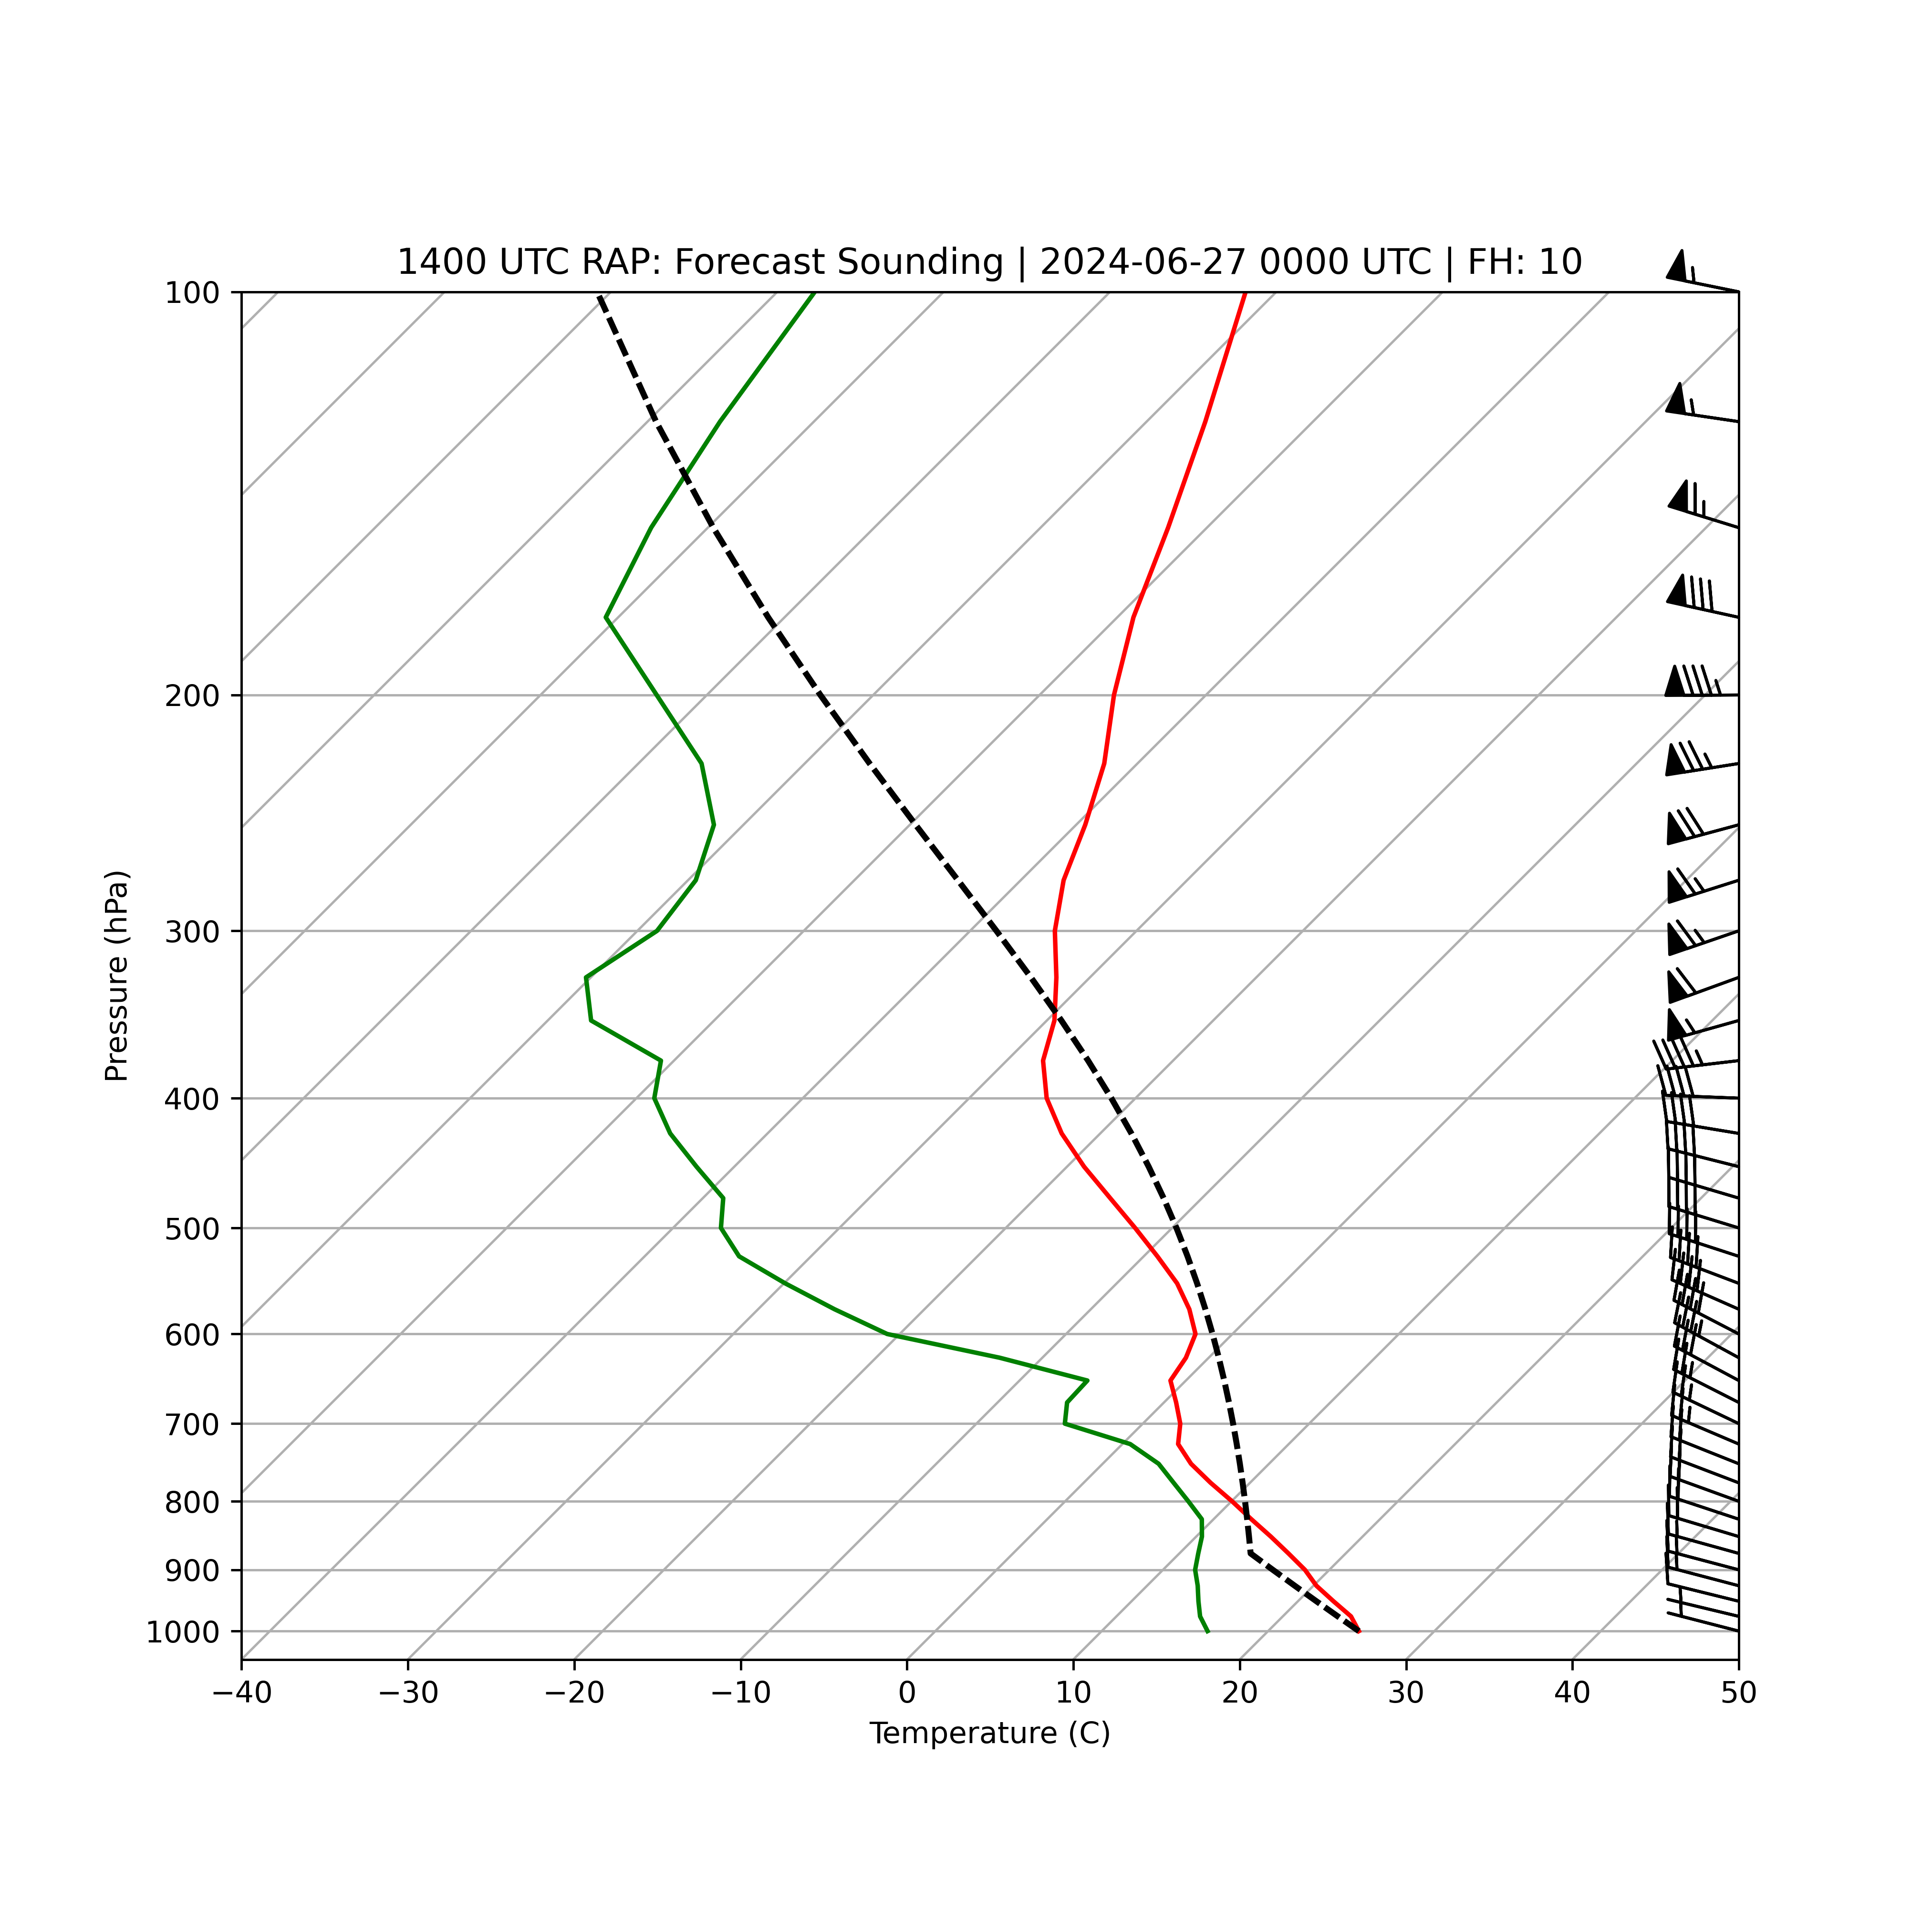 1400 UTC RAP: Forecast Sounding | 2024-06-27 0000 UTC | FH: 10
100
200
300
400
500
600
700
800
900
1000
Pressure (hPa)
−40 −30 −20 −10 0 10 20 30 40 50
Temperature (C)